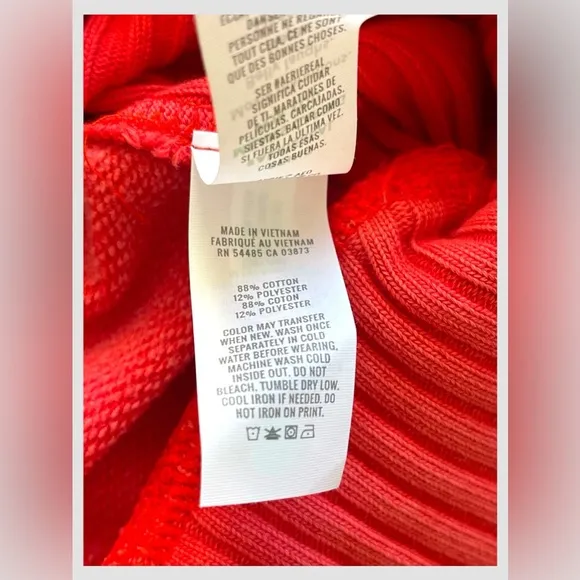 DANSER
PERSONNE NE REGARDE
TOUT CELA, CE NE SONT
QUE DES BONNES CHOSES.
SER #AERIEREAL
SIGNIFICA CUIDAR
DE TI. MARATONES DE
PELÍCULAS. CARCAJADAS.
SIESTAS. BAILAR COMO
SI FUERA LA ÚLTIMA VEZ.
TODAS ESAS
COSAS BUENAS.
MADE IN VIETNAM
FABRIQUÉ AU VIETNAM
RN 54485 CA 03873
88% COTTON
12% POLYESTER
88% COTON
12% POLYESTER
COLOR MAY TRANSFER
WHEN NEW. WASH ONCE
SEPARATELY IN COLD
WATER BEFORE WEARING.
MACHINE WASH COLD
INSIDE OUT. DO NOT
BLEACH. TUMBLE DRY LOW.
COOL IRON IF NEEDED. DO
NOT IRON ON PRINT.